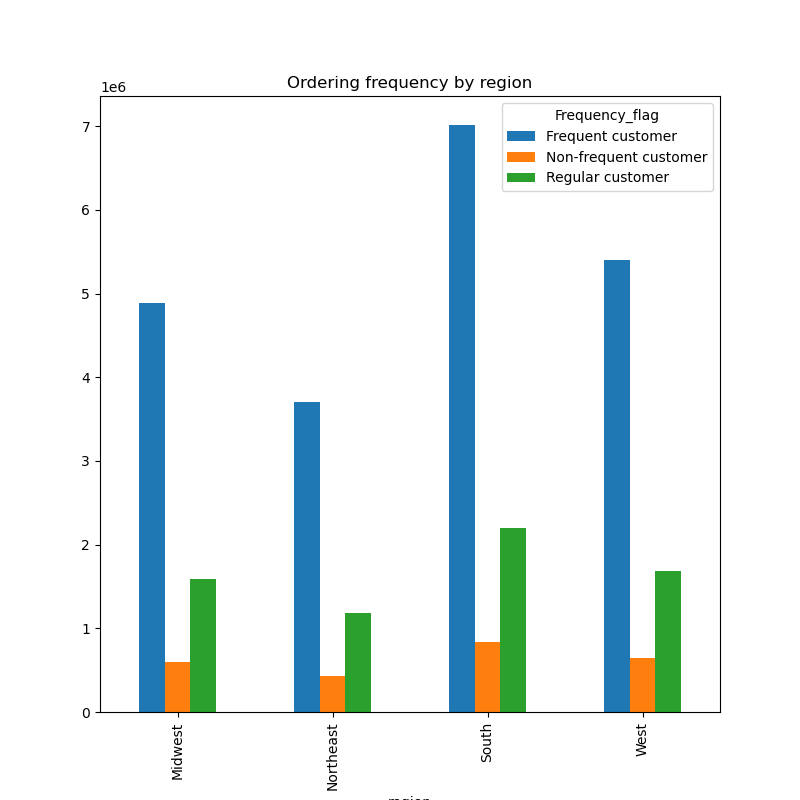 Ordering frequency by region
1e6
Frequency_flag
Frequent customer
Non-frequent customer
Regular customer
7
6
5
4
3
2
1
0
Midwest
Northeast
South
West
region